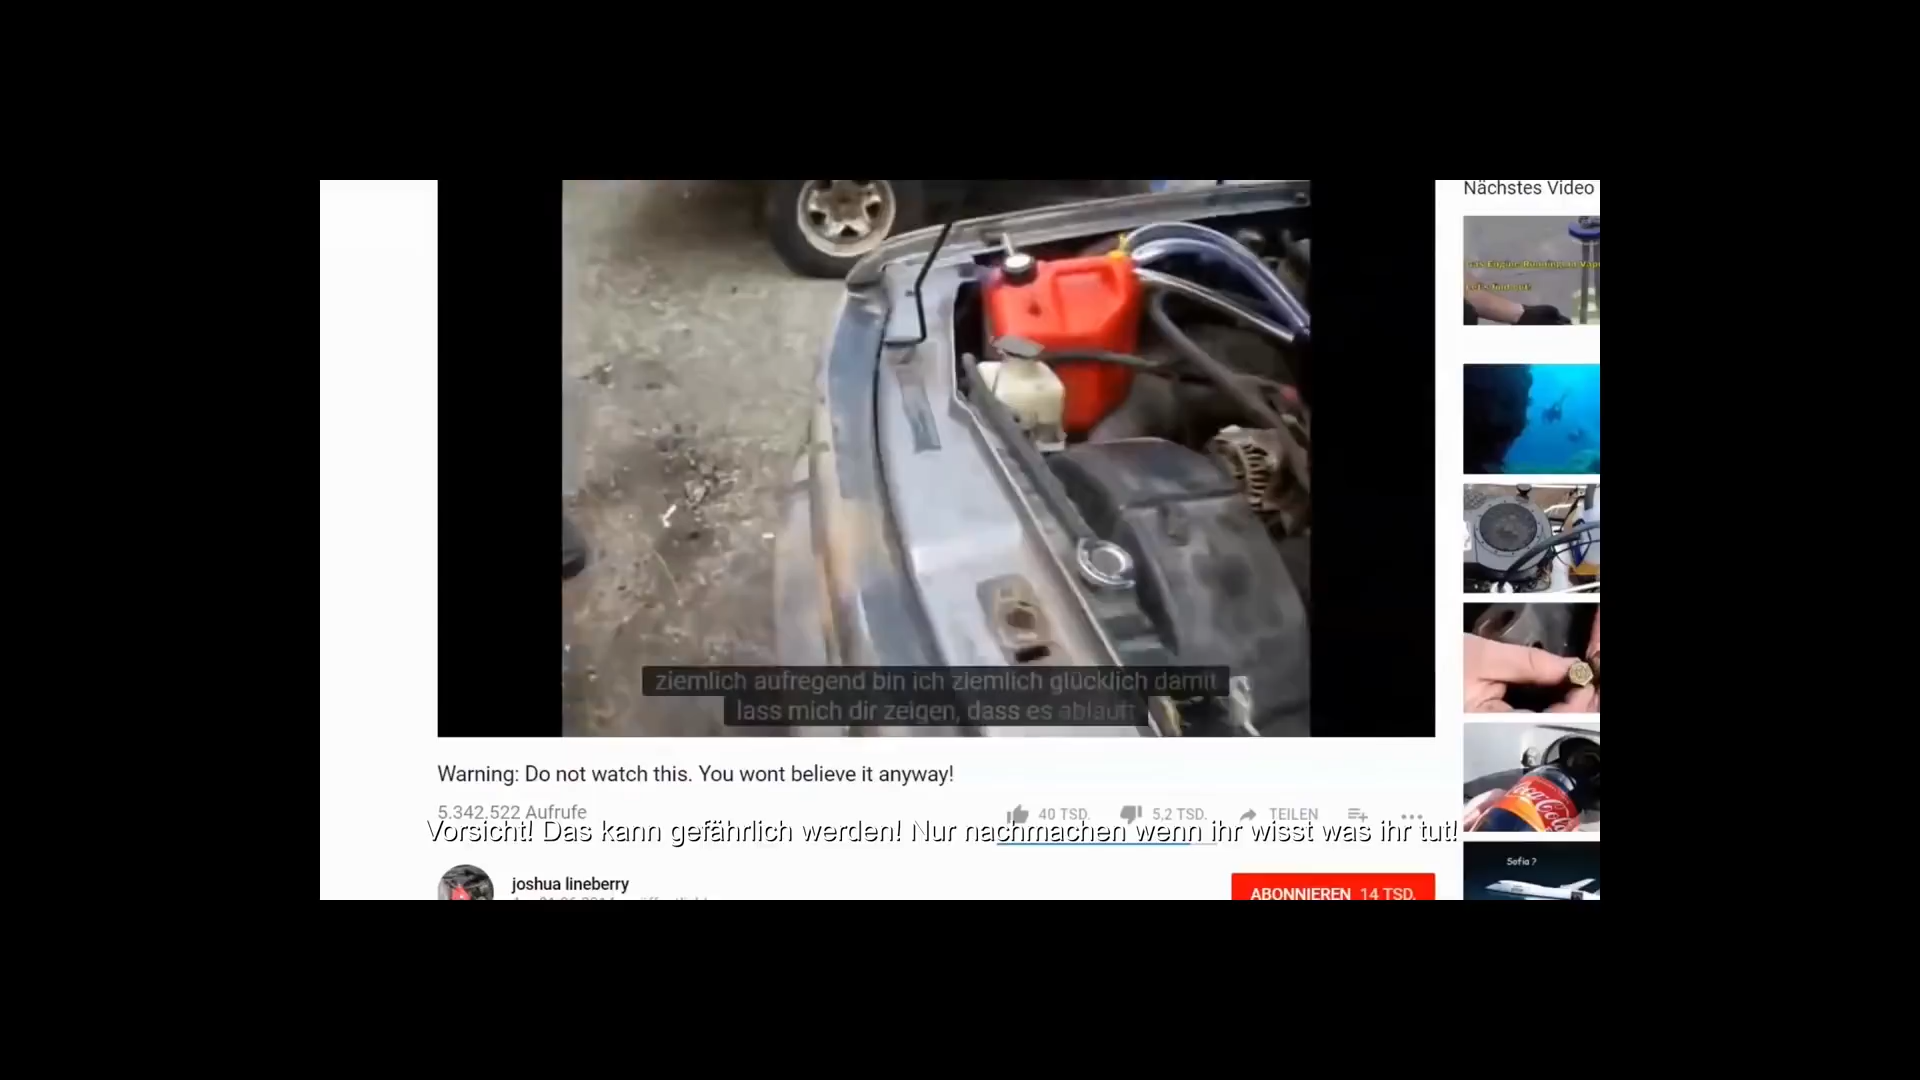 Nächstes Video
ziemlich aufregend bin ich ziemlich glücklich damit
lass mich dir zeigen, dass es abläuft
Warning: Do not watch this. You wont believe it anyway!
5.342.522 Aufrufe
40 TSD.
5,2 TSD.
TEILEN
Vorsicht! Das kann gefährlich werden! Nur nachmachen wenn ihr wisst was ihr tut!
joshua lineberry
ABONNIEREN 14 TSD.
Coca-Cola
Sofia ?